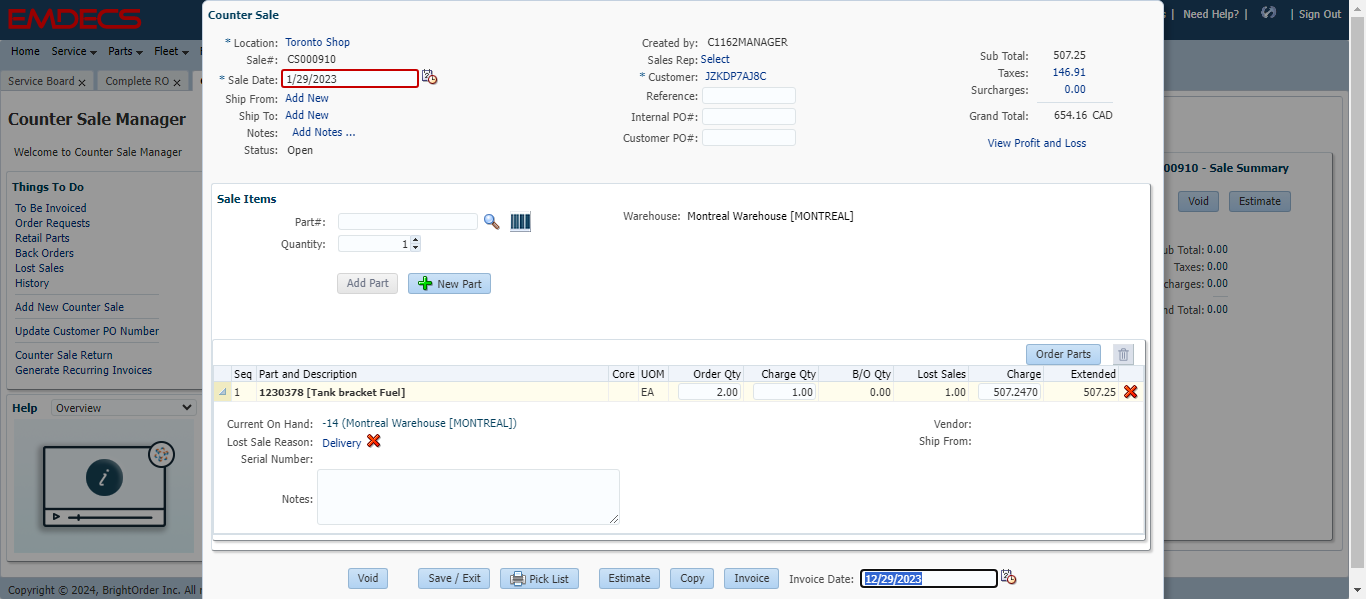 EMDECS
| Need Help? | | Sign Out
Home Service Parts Fleet
Service Board x Complete RO x
Counter Sale Manager
Welcome to Counter Sale Manager
Things To Do
To Be Invoiced
Order Requests
Retail Parts
Back Orders
Lost Sales
History
Add New Counter Sale
Update Customer PO Number
Counter Sale Return
Generate Recurring Invoices
Help Overview
i
Copyright © 2024, BrightOrder Inc. All r
Counter Sale
* Location: Toronto Shop
Sale#: CS000910
* Sale Date: 1/29/2023
Ship From: Add New
Ship To: Add New
Notes: Add Notes ...
Status: Open
Created by: C1162MANAGER
Sales Rep: Select
* Customer: JZKDP7AJ8C
Reference:
Internal PO#:
Customer PO#:
Sub Total: 507.25
Taxes: 146.91
Surcharges: 0.00
Grand Total: 654.16 CAD
View Profit and Loss
Sale Items
Part#:
Quantity: 1
Warehouse: Montreal Warehouse [MONTREAL]
Add Part New Part
Order Parts
Seq Part and Description Core UOM Order Qty Charge Qty B/O Qty Lost Sales Charge Extended
1 1230378 [Tank bracket Fuel] EA 2.00 1.00 0.00 1.00 507.2470 507.25
Current On Hand: -14 (Montreal Warehouse [MONTREAL])
Lost Sale Reason: Delivery
Serial Number:
Notes:
Vendor:
Ship From:
Void Save / Exit Pick List Estimate Copy Invoice Invoice Date: 12/29/2023
00910 - Sale Summary
Void Estimate
ub Total: 0.00
Taxes: 0.00
charges: 0.00
nd Total: 0.00